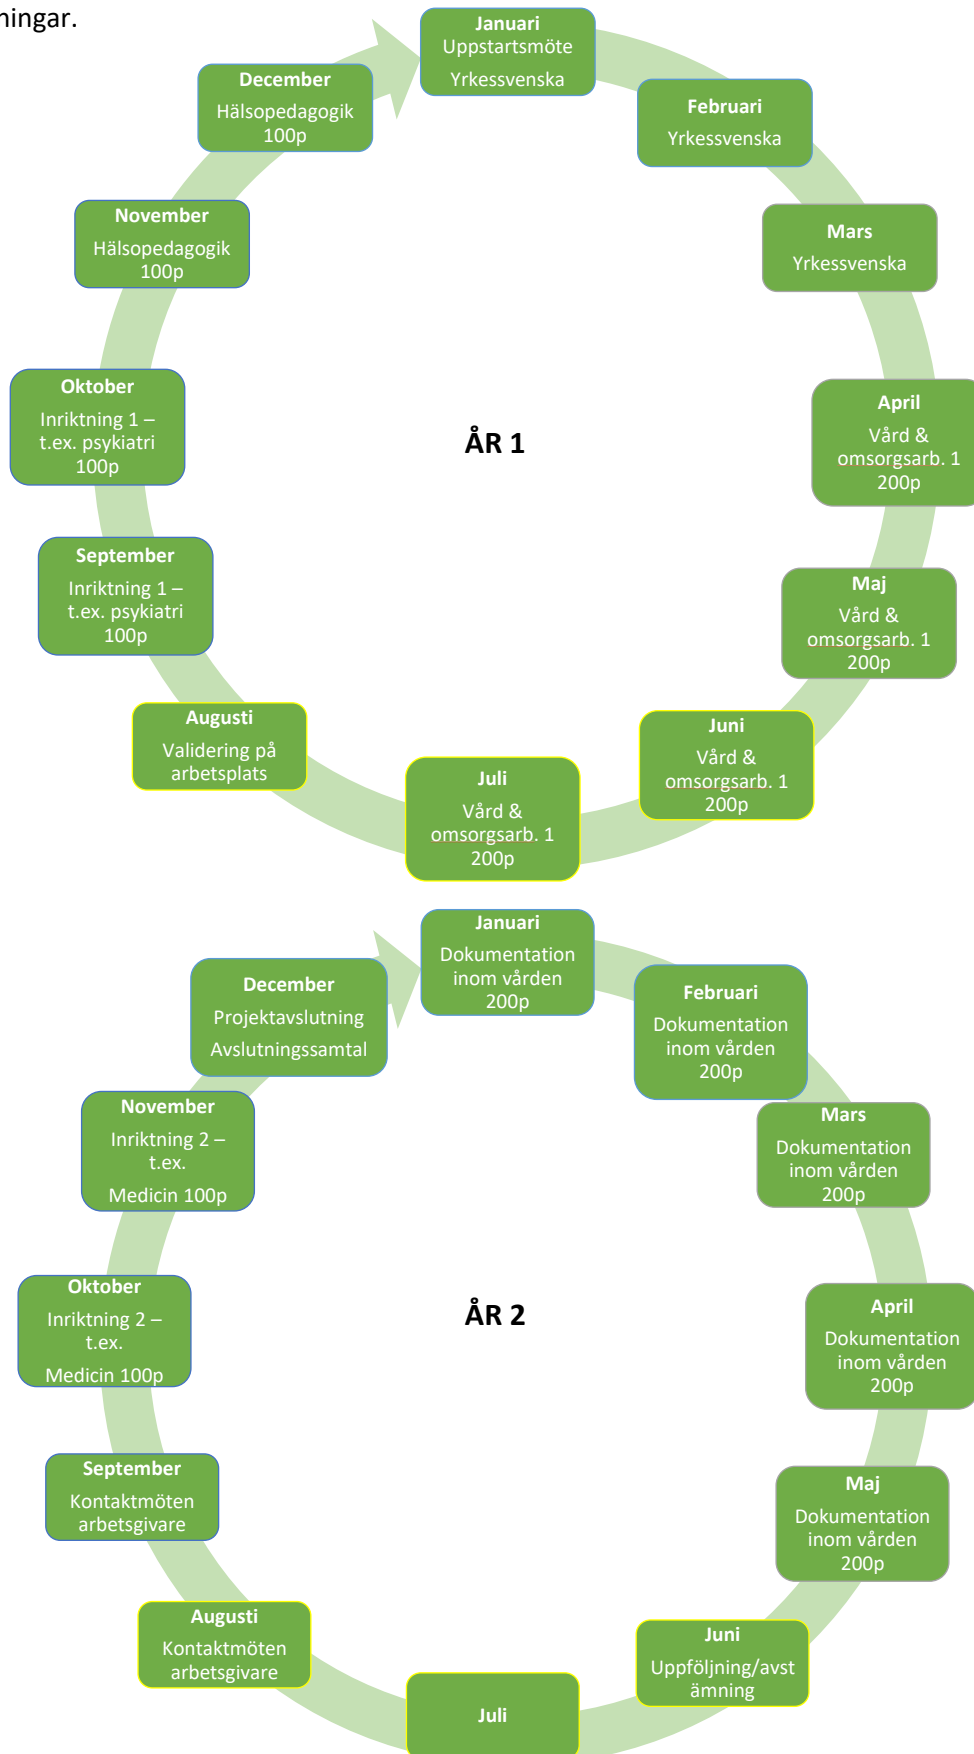 ningar.
Januari
Uppstartsmöte
Yrkessvenska
Februari
Yrkessvenska
Mars
Yrkessvenska
April
Vård &
omsorgsarb. 1
200p
Maj
Vård &
omsorgsarb. 1
200p
Juni
Vård &
omsorgsarb. 1
200p
Juli
Vård &
omsorgsarb. 1
200p
Augusti
Validering på
arbetsplats
September
Inriktning 1 –
t.ex. psykiatri
100p
Oktober
Inriktning 1 –
t.ex. psykiatri
100p
November
Hälsopedagogik
100p
December
Hälsopedagogik
100p
ÅR 1
Januari
Dokumentation
inom vården
200p
Februari
Dokumentation
inom vården
200p
Mars
Dokumentation
inom vården
200p
April
Dokumentation
inom vården
200p
Maj
Dokumentation
inom vården
200p
Juni
Uppföljning/avst
ämning
Juli
Augusti
Kontaktmöten
arbetsgivare
September
Kontaktmöten
arbetsgivare
Oktober
Inriktning 2 –
t.ex.
Medicin 100p
November
Inriktning 2 –
t.ex.
Medicin 100p
December
Projektavslutning
Avslutningssamtal
ÅR 2